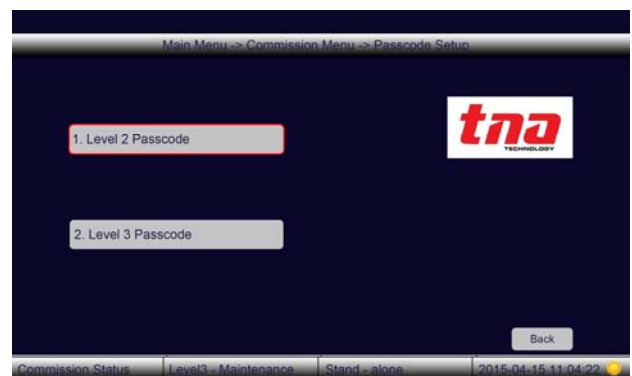 Main Menu -> Commission Menu -> Passcode Setup
tna
TECHNOLOGY
1. Level 2 Passcode
2. Level 3 Passcode
Back
Commission Status Level3 - Maintenance Stand - alone 2015-04-15 11:04:22